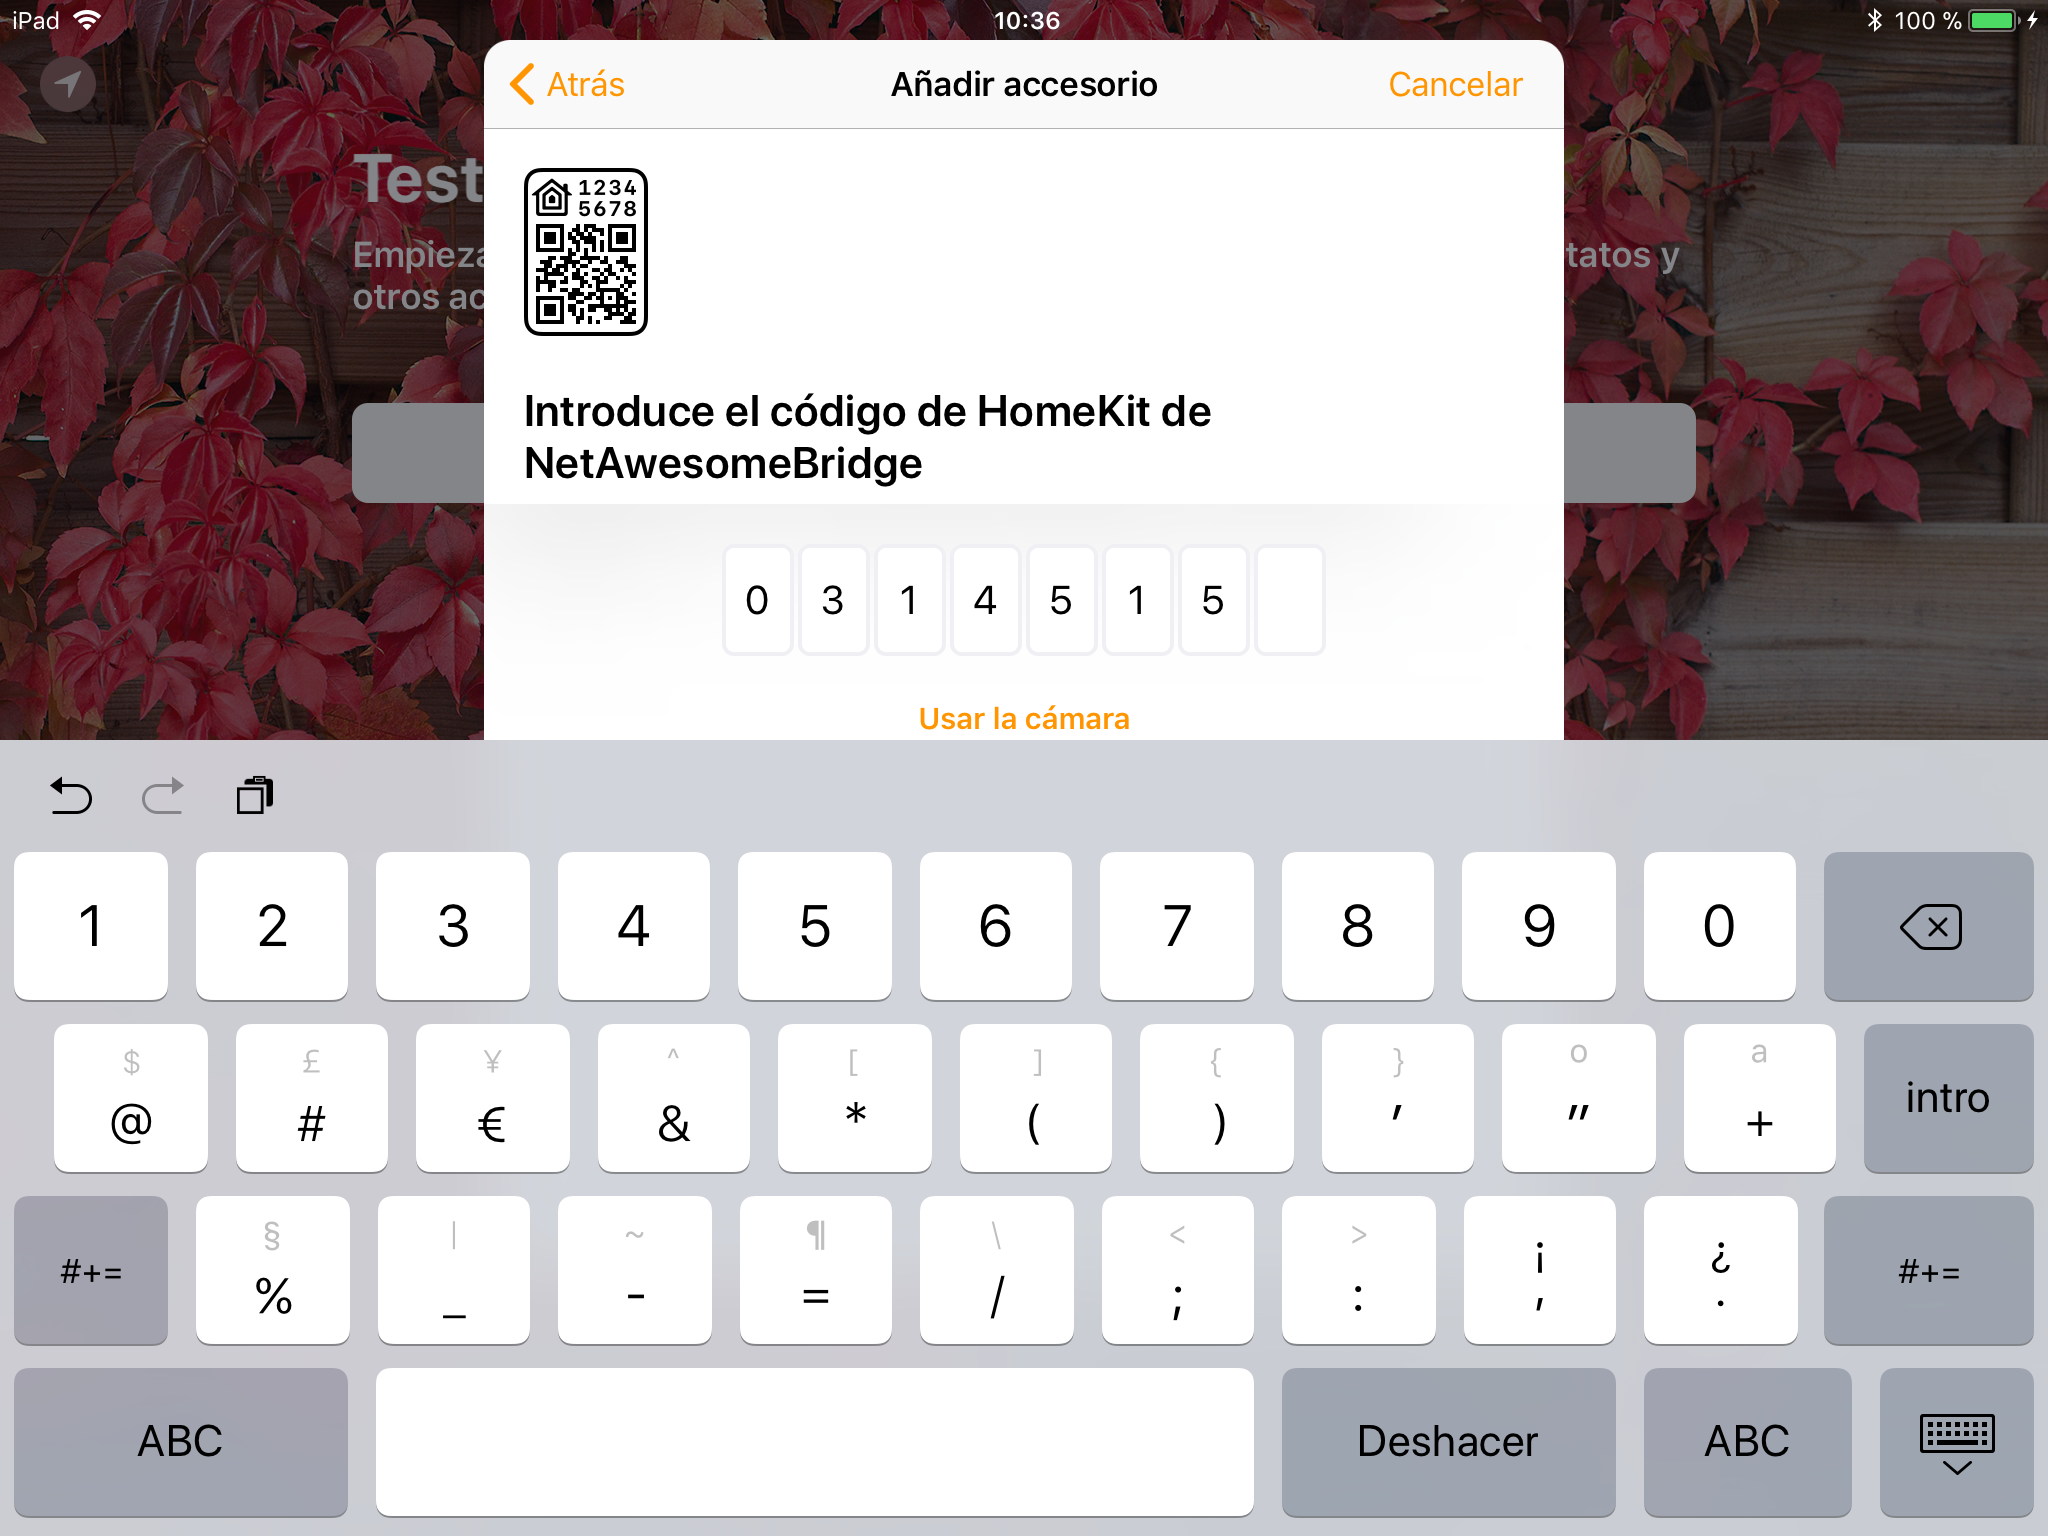 iPad 10:36 100 %
Atrás Añadir accesorio Cancelar
Test
1234
5678
Empieza tatos y
otros ac
Introduce el código de HomeKit de
NetAwesomeBridge
0 3 1 4 5 1 5
Usar la cámara
1 2 3 4 5 6 7 8 9 0
$ £ ¥ ^ [ ] { } º ª
@ # € & * ( ) ' " + intro
§ | ~ ¶ \ < > ¡ ¿
#+= % _ - = / ; : , . #+=
ABC Deshacer ABC